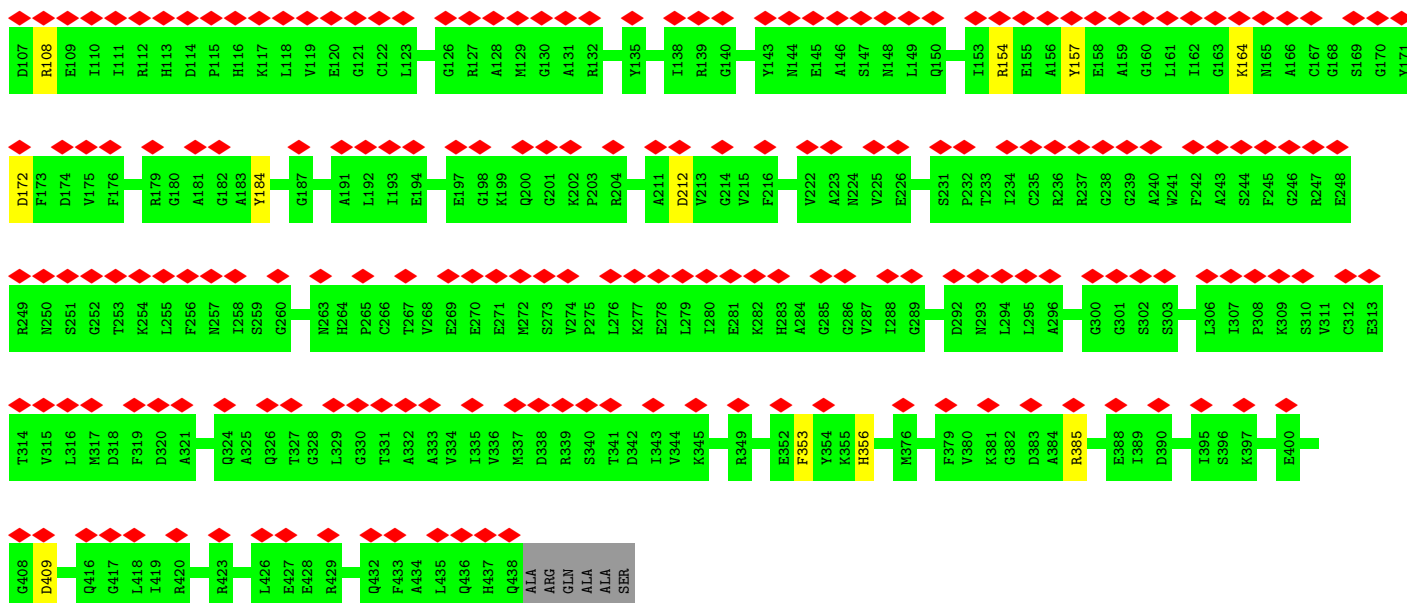 D107 R108 E109 I110 I111 R112 H113 D114 P115 H116 K117 L118 V119 E120 G121 C122 L123 G126 R127 A128 M129 G130 A131 R132 Y135 I138 R139 G140 Y143 N144 E145 A146 S147 N148 L149 Q150 I153 R154 E155 A156 Y157 E158 A159 G160 L161 I162 G163 K164 N165 A166 C167 G168 S169 G170 Y171
D172 F173 D174 V175 F176 R179 G180 A181 G182 A183 Y184 G187 A191 L192 I193 E194 E197 G198 K199 Q200 G201 K202 P203 R204 A211 D212 V213 G214 V215 F216 V222 A223 N224 V225 E226 S231 P232 T233 I234 C235 R236 R237 G238 G239 A240 W241 F242 A243 S244 F245 G246 R247 E248
R249 N250 S251 G252 T253 K254 L255 F256 N257 I258 S259 G260 N263 H264 P265 C266 T267 V268 E269 E270 E271 M272 S273 V274 P275 L276 K277 E278 L279 I280 E281 K282 H283 A284 G285 G286 V287 I288 G289 D292 N293 L294 L295 A296 G300 G301 S302 S303 L306 I307 P308 K309 S310 V311 C312 E313
T314 V315 L316 M317 D318 F319 D320 A321 Q324 A325 Q326 T327 G328 L329 G330 T331 A332 A333 V334 I335 V336 M337 D338 R339 S340 T341 D342 I343 V344 K345 R349 E352 F353 Y354 K355 H356 M376 F379 V380 K381 G382 D383 A384 R385 E388 I389 D390 I395 S396 K397 E400
G408 D409 Q416 G417 L418 I419 R420 R423 L426 E427 E428 R429 Q432 F433 A434 L435 Q436 H437 Q438 ALA ARG GLN ALA ALA SER